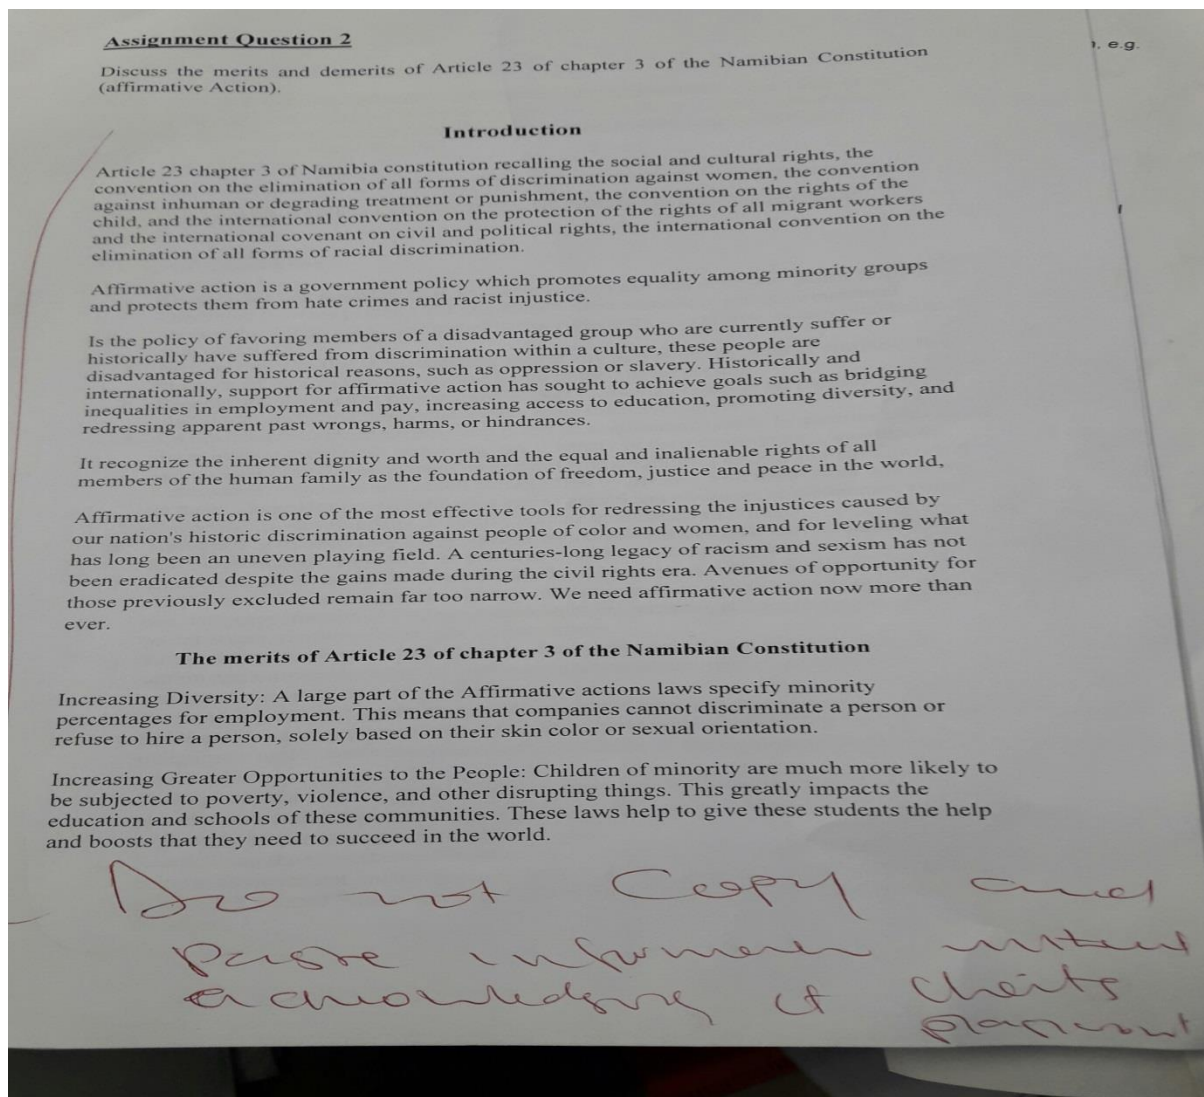 Assignment Question 2
Discuss the merits and demerits of Article 23 of chapter 3 of the Namibian Constitution
(affirmative Action).
e.g.
Introduction
Article 23 chapter 3 of Namibia constitution recalling the social and cultural rights, the
convention on the elimination of all forms of discrimination against women, the convention
against inhuman or degrading treatment or punishment, the convention on the rights of the
child, and the international convention on the protection of the rights of all migrant workers
and the international covenant on civil and political rights, the international convention on the
elimination of all forms of racial discrimination.
Affirmative action is a government policy which promotes equality among minority groups
and protects them from hate crimes and racist injustice.
Is the policy of favoring members of a disadvantaged group who are currently suffer or
historically have suffered from discrimination within a culture, these people are
disadvantaged for historical reasons, such as oppression or slavery. Historically and
internationally, support for affirmative action has sought to achieve goals such as bridging
inequalities in employment and pay, increasing access to education, promoting diversity, and
redressing apparent past wrongs, harms, or hindrances.
It recognize the inherent dignity and worth and the equal and inalienable rights of all
members of the human family as the foundation of freedom, justice and peace in the world,
Affirmative action is one of the most effective tools for redressing the injustices caused by
our nation's historic discrimination against people of color and women, and for leveling what
has long been an uneven playing field. A centuries-long legacy of racism and sexism has not
been eradicated despite the gains made during the civil rights era. Avenues of opportunity for
those previously excluded remain far too narrow. We need affirmative action now more than
ever.
The merits of Article 23 of chapter 3 of the Namibian Constitution
Increasing Diversity: A large part of the Affirmative actions laws specify minority
percentages for employment. This means that companies cannot discriminate a person or
refuse to hire a person, solely based on their skin color or sexual orientation.
Increasing Greater Opportunities to the People: Children of minority are much more likely to
be subjected to poverty, violence, and other disrupting things. This greatly impacts the
education and schools of these communities. These laws help to give these students the help
and boosts that they need to succeed in the world.
Do not Copy and
paste
acknowledging